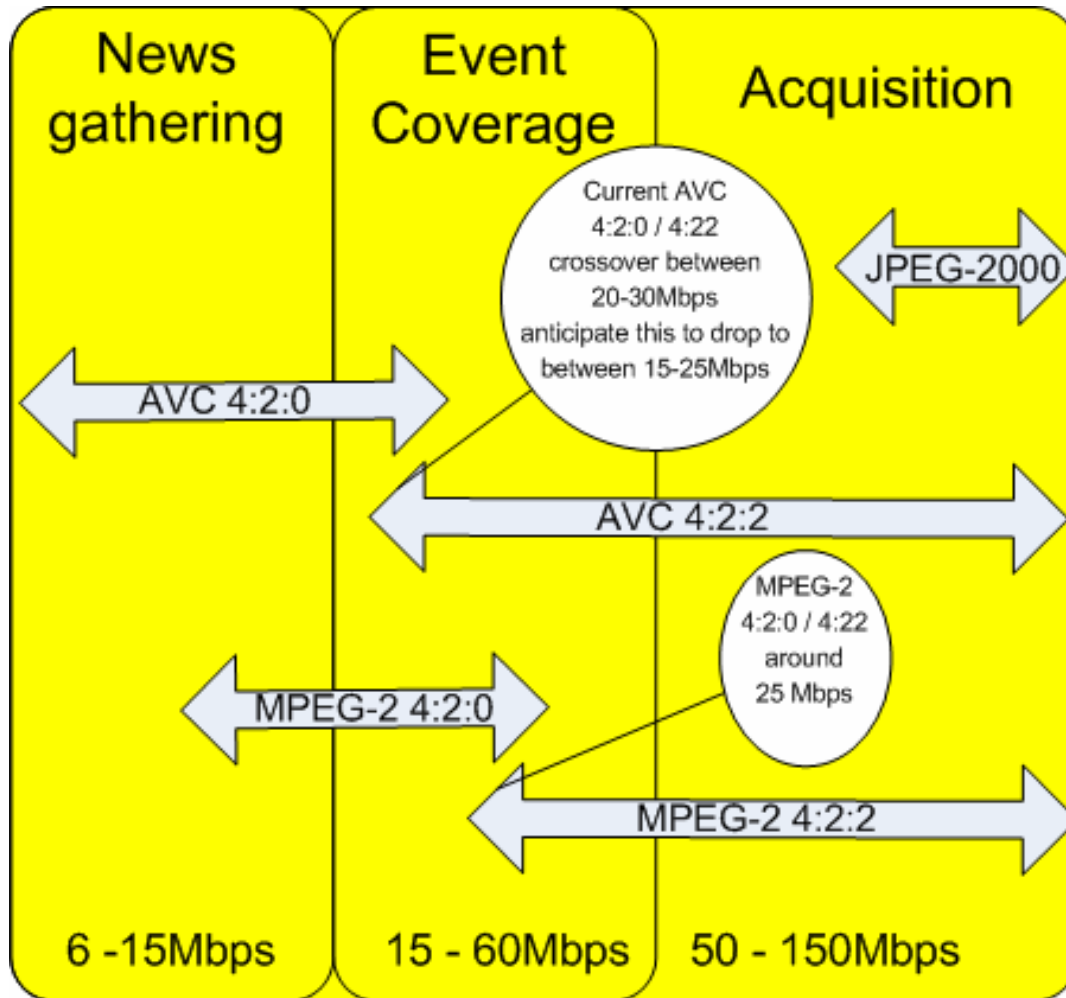 News
gathering
Event
Coverage
Acquisition
Current AVC
4:2:0 / 4:22
crossover between
20-30Mbps
anticipate this to drop to
between 15-25Mbps
JPEG-2000
AVC 4:2:0
AVC 4:2:2
MPEG-2
4:2:0 / 4:22
around
25 Mbps
MPEG-2 4:2:0
MPEG-2 4:2:2
6 -15Mbps
15 - 60Mbps
50 - 150Mbps